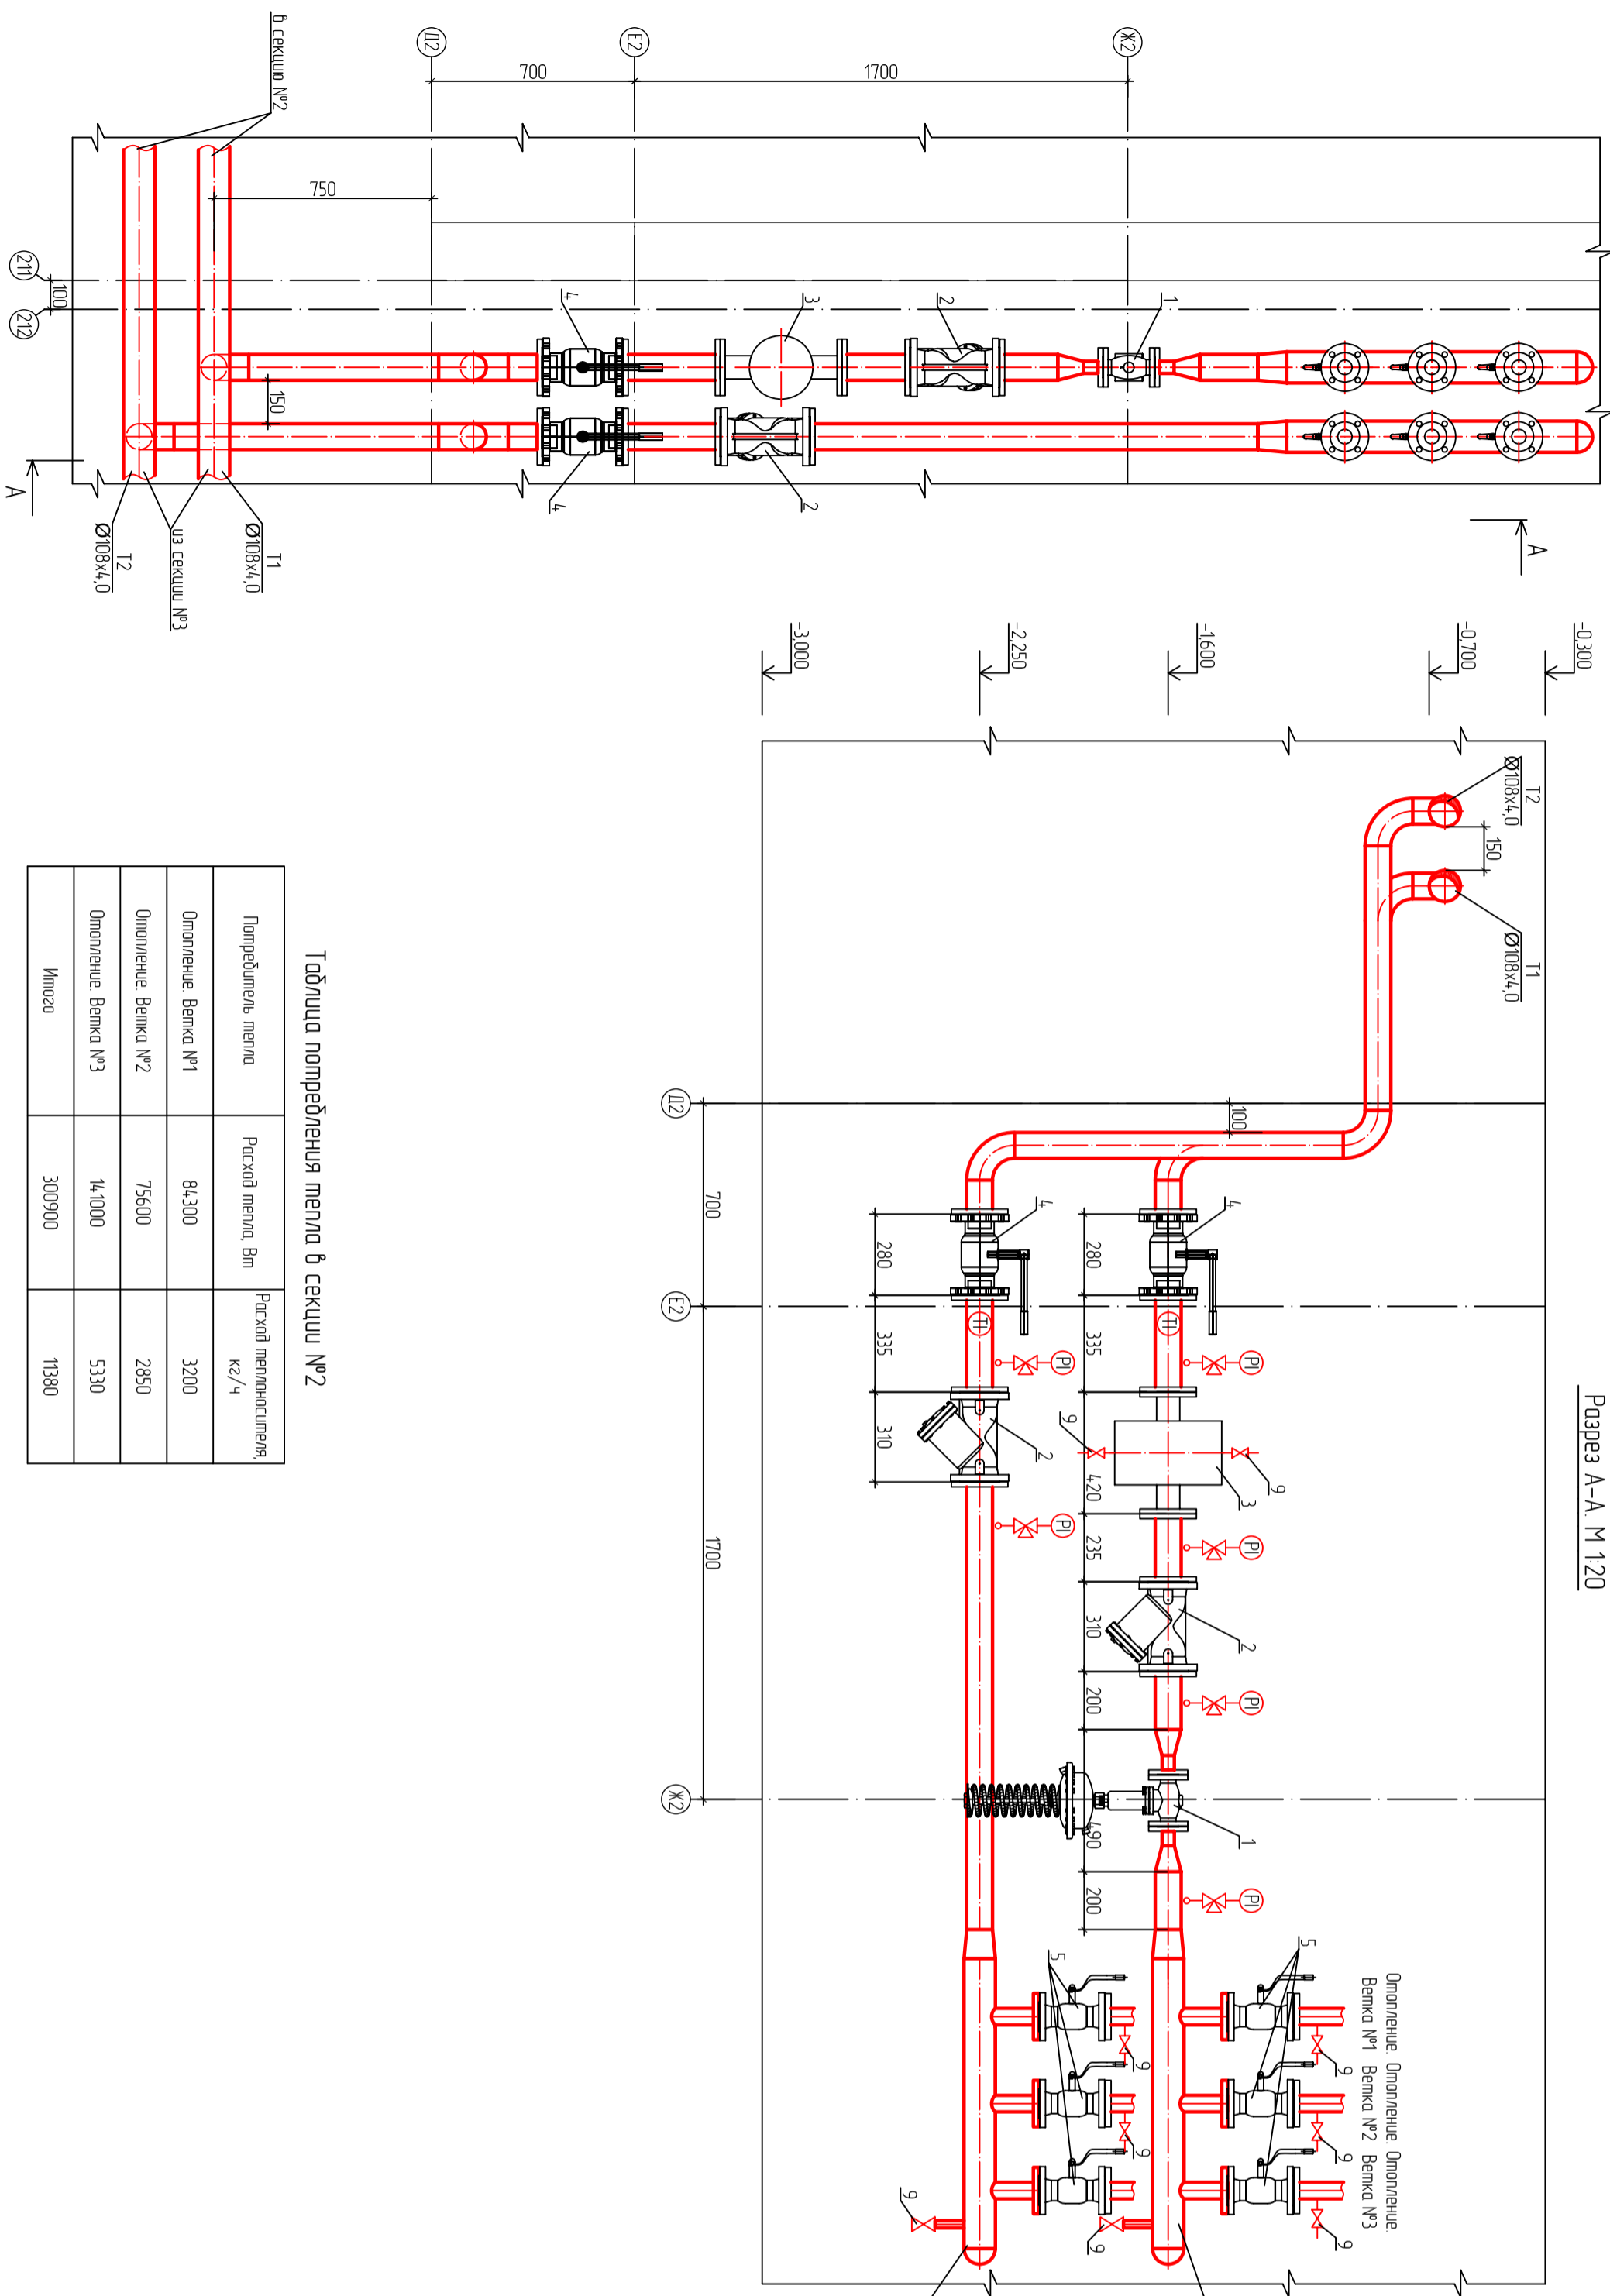 Разрез А-А. М 1:20
-0,300
-0,700
-1,600
-2,250
-3,000
Т2
Ø108х4,0
150
Т1
Ø108х4,0
100
4
280
335
TI
PI
9
9
3
420
PI
235
2
310
PI
200
1
490
PI
200
4
280
TI
335
PI
2
310
PI
5
5
Отопление. Отопление. Отопление.
Ветка №1 Ветка №2 Ветка №3
9
9
9
9
9
9
9
Д2
700
Е2
1700
Ж2
А
А
в секцию №2
Д2
700
Е2
1700
Ж2
750
211
100
212
150
4
3
2
1
4
2
Т1
Ø108х4,0
из секции №3
Т2
Ø108х4,0
Таблица потребления тепла в секции №2
Потребитель тепла Расход тепла, Вт Расход теплоносителя, кг/ч
Отопление. Ветка №1 84300 3200
Отопление. Ветка №2 75600 2850
Отопление. Ветка №3 141000 5330
Итого 300900 11380